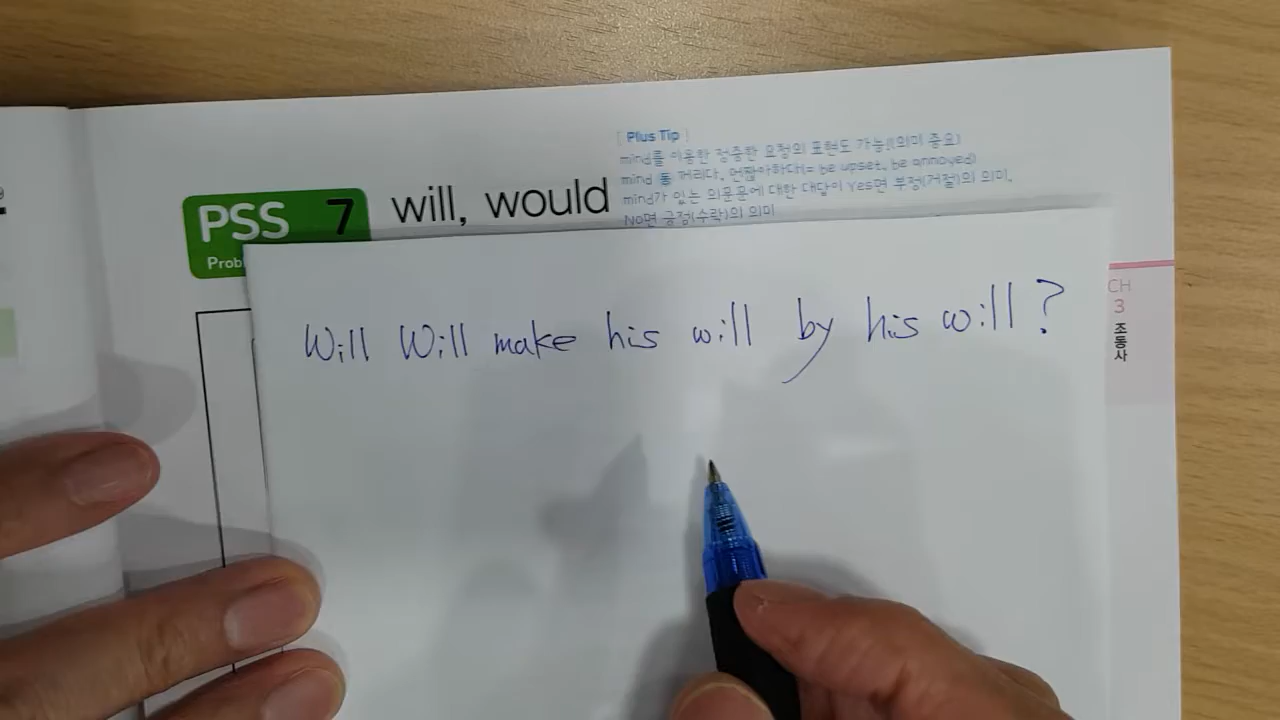 [ Plus Tip ]
mind를 이용한 정중한 요청의 표현도 가능!(의미 중요)
mind 동 꺼리다, 언짢아하다(= be upset, be annoyed)
mind가 있는 의문문에 대한 대답이 Yes면 부정(거절)의 의미,
No면 긍정(수락)의 의미
PSS 7 will, would
Will Will make his will by his will?
CH
3
조동사